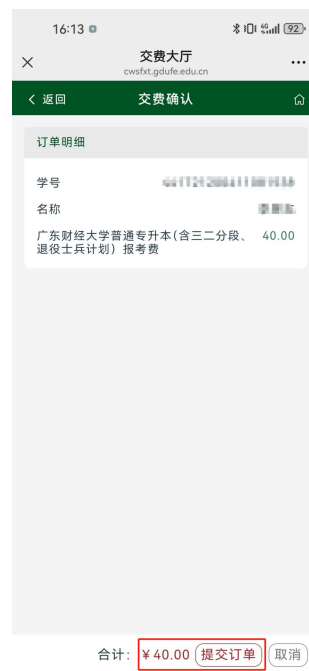 16:13 4G 92
交费大厅
cwsfxt.gdufe.edu.cn
返回 交费确认
订单明细
学号
名称
广东财经大学普通专升本(含三二分段、 40.00
退役士兵计划) 报考费
合计: ¥40.00 提交订单 取消